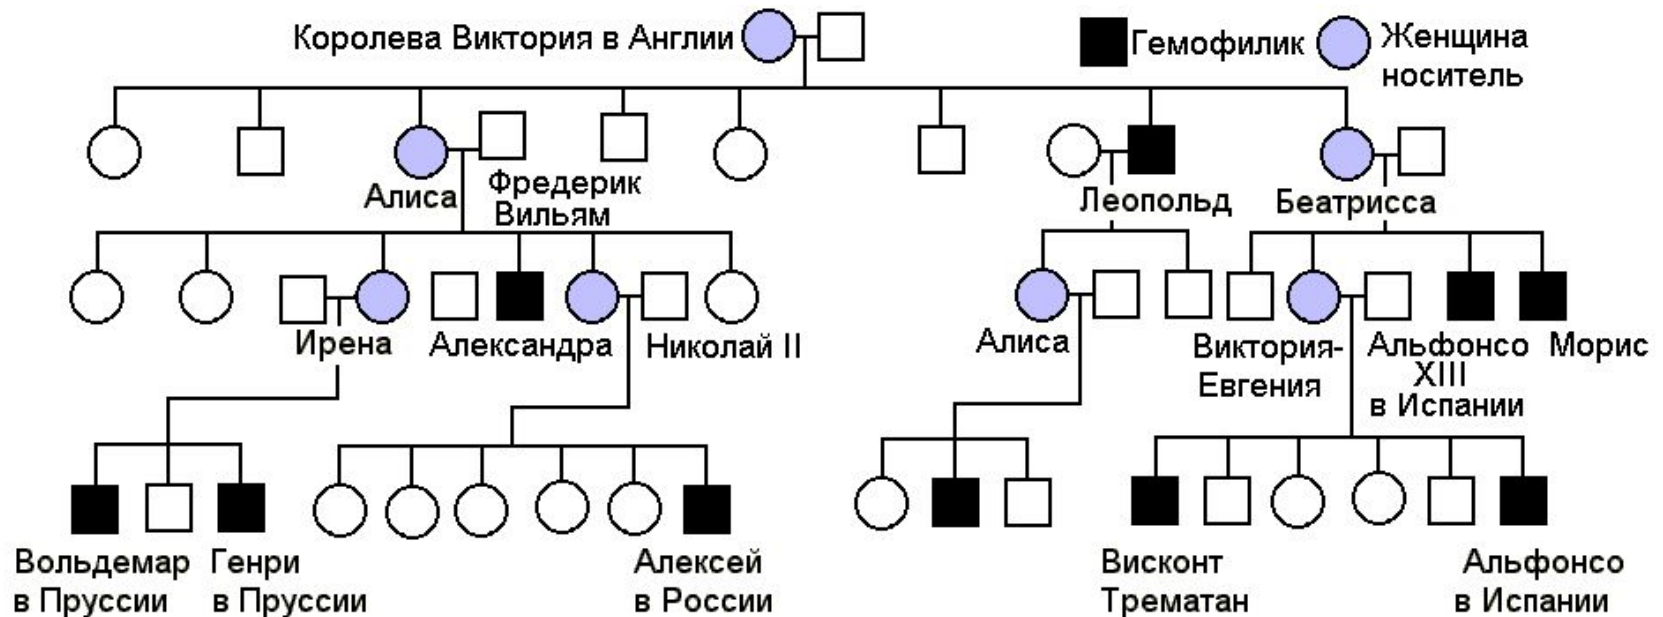 Королева Виктория в Англии
Гемофилик
Женщина
носитель
Алиса
Фредерик
Вильям
Леопольд
Беатрисса
Ирена
Александра
Николай II
Алиса
Виктория-
Евгения
Альфонсо
XIII
в Испании
Морис
Вольдемар
в Пруссии
Генри
в Пруссии
Алексей
в России
Висконт
Трематан
Альфонсо
в Испании